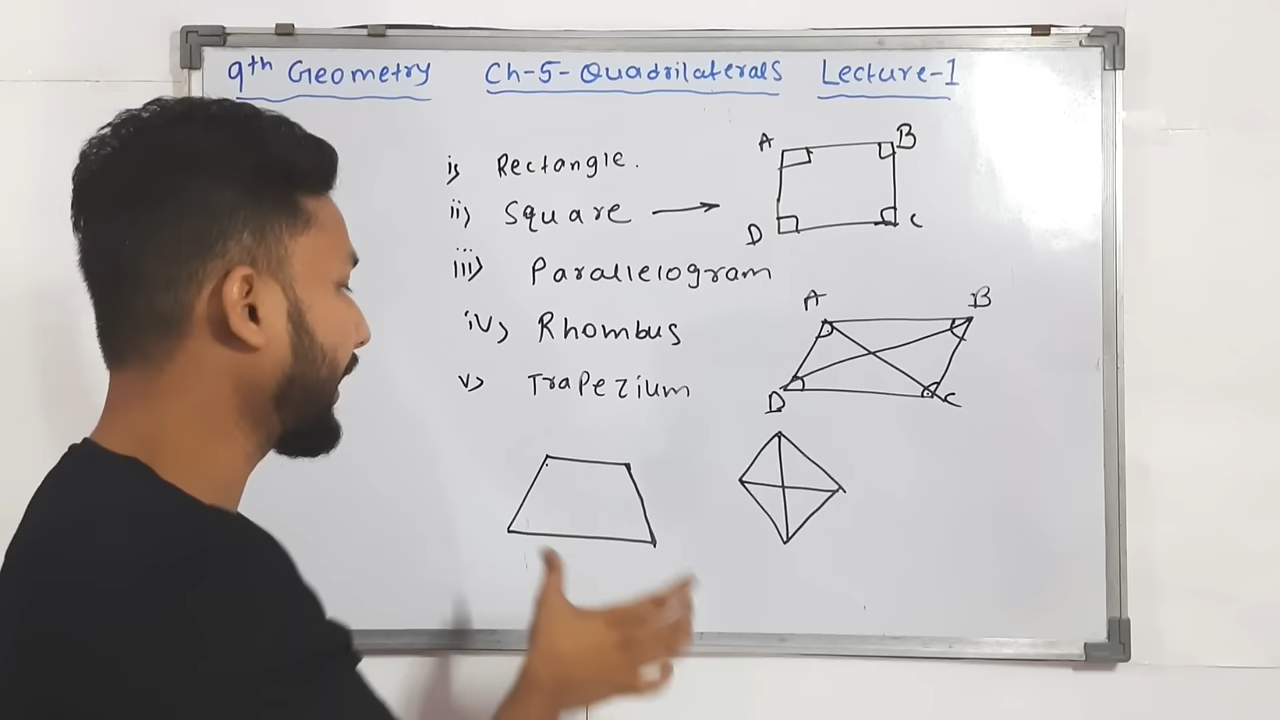 9th Geometry Ch-5-Quadrilaterals Lecture-1
i) Rectangle.
ii) Square →
iii) Parallelogram
iv) Rhombus
v) Trapezium
A B
D C
A B
D C